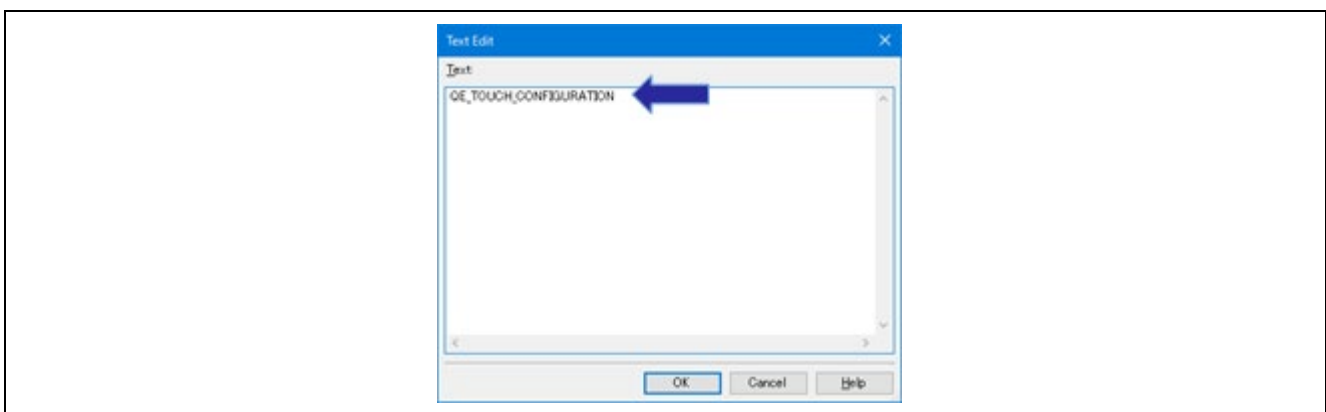 Text Edit
Text:
QE_TOUCH_CONFIGURATION
OK
Cancel
Help